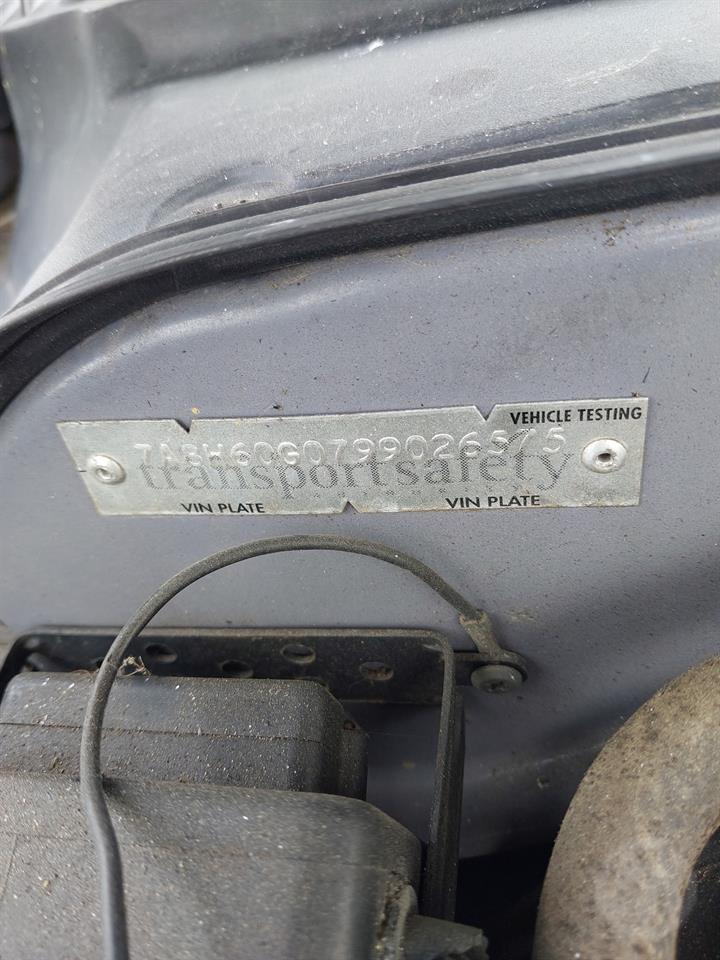 VEHICLE TESTING
7A8H60G0799026575
transportsafety
VIN PLATE VIN PLATE